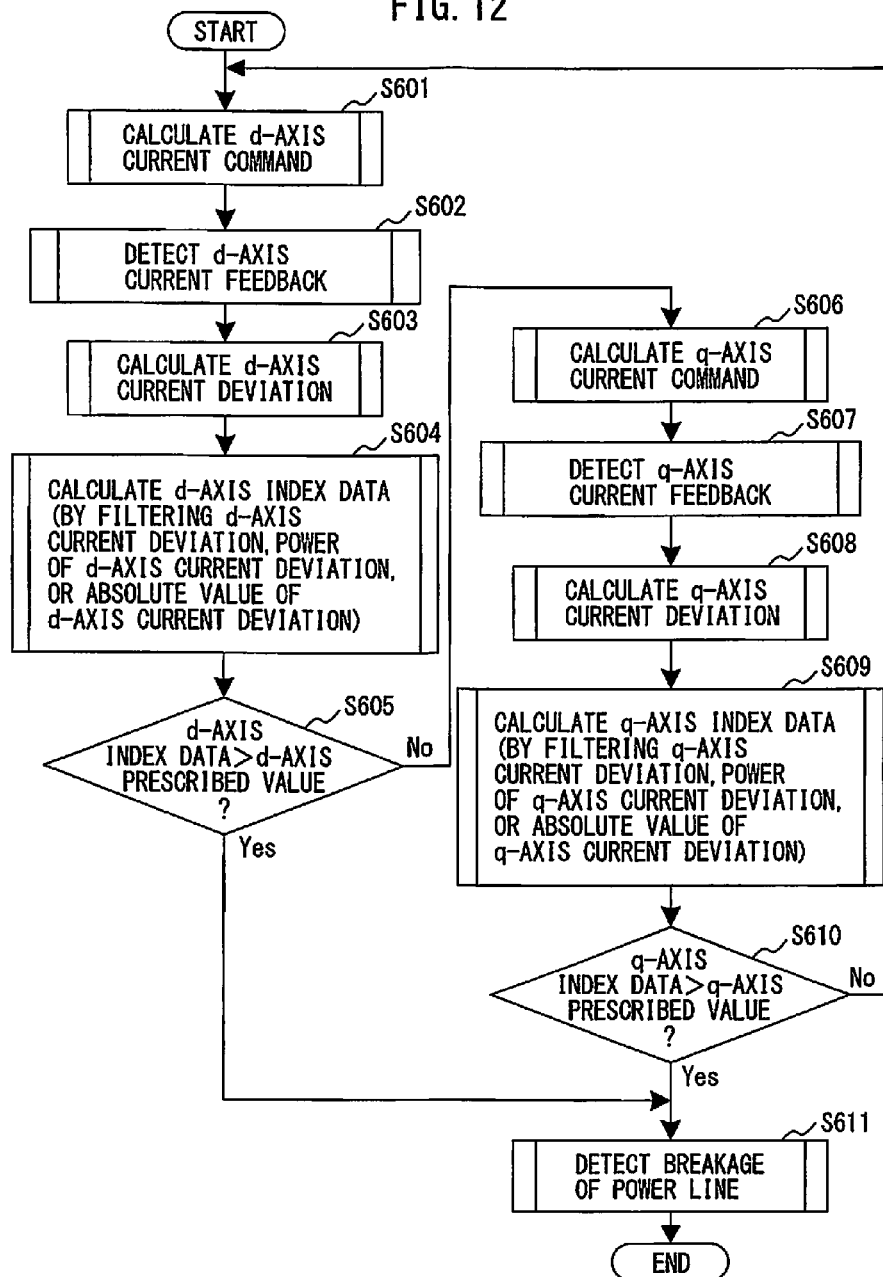 FIG. 12
START
S601
CALCULATE d-AXIS
CURRENT COMMAND
S602
DETECT d-AXIS
CURRENT FEEDBACK
S603
CALCULATE d-AXIS
CURRENT DEVIATION
S604
CALCULATE d-AXIS INDEX DATA
(BY FILTERING d-AXIS
CURRENT DEVIATION, POWER
OF d-AXIS CURRENT DEVIATION,
OR ABSOLUTE VALUE OF
d-AXIS CURRENT DEVIATION)
S605
d-AXIS
INDEX DATA>d-AXIS
PRESCRIBED VALUE
?
No
Yes
S606
CALCULATE q-AXIS
CURRENT COMMAND
S607
DETECT q-AXIS
CURRENT FEEDBACK
S608
CALCULATE q-AXIS
CURRENT DEVIATION
S609
CALCULATE q-AXIS INDEX DATA
(BY FILTERING q-AXIS
CURRENT DEVIATION, POWER
OF q-AXIS CURRENT DEVIATION,
OR ABSOLUTE VALUE OF
q-AXIS CURRENT DEVIATION)
S610
q-AXIS
INDEX DATA>q-AXIS
PRESCRIBED VALUE
?
No
Yes
S611
DETECT BREAKAGE
OF POWER LINE
END